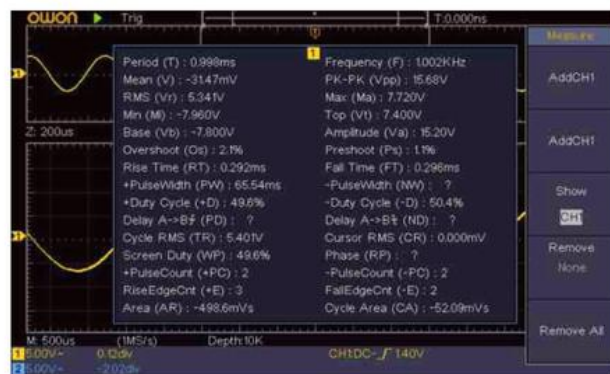 OWON Trig T:0.000ns
Measure
1
Period (T) : 0.998ms Frequency (F) : 1.002KHz
Mean (V) : -31.47mV PK-PK (Vpp) : 15.68V
RMS (Vr) : 5.341V Max (Ma) : 7.720V
Min (Mi) : -7.960V Top (Vt) : 7.400V
Base (Vb) : -7.800V Amplitude (Va) : 15.20V
Overshoot (Os) : 2.1% Preshoot (Ps) : 1.1%
Rise Time (RT) : 0.292ms Fall Time (FT) : 0.296ms
+PulseWidth (PW) : 65.54ms -PulseWidth (NW) : ?
+Duty Cycle (+D) : 49.6% -Duty Cycle (-D) : 50.4%
Delay A->B (PD) : ? Delay A->B (ND) : ?
Cycle RMS (TR) : 5.401V Cursor RMS (CR) : 0.000mV
Screen Duty (WP) : 49.6% Phase (RP) : ?
+PulseCount (+PC) : 2 -PulseCount (-PC) : 2
RiseEdgeCnt (+E) : 3 FallEdgeCnt (-E) : 2
Area (AR) : -498.6mVs Cycle Area (CA) : -52.09mVs
Z: 200us
AddCH1
AddCH1
Show
CH1
Remove
None
Remove All
M: 500us (1MS/s) Depth:10K
1 5.00V~ 0.12div CH1:DC- 1.40V
2 5.00V~ -2.02div